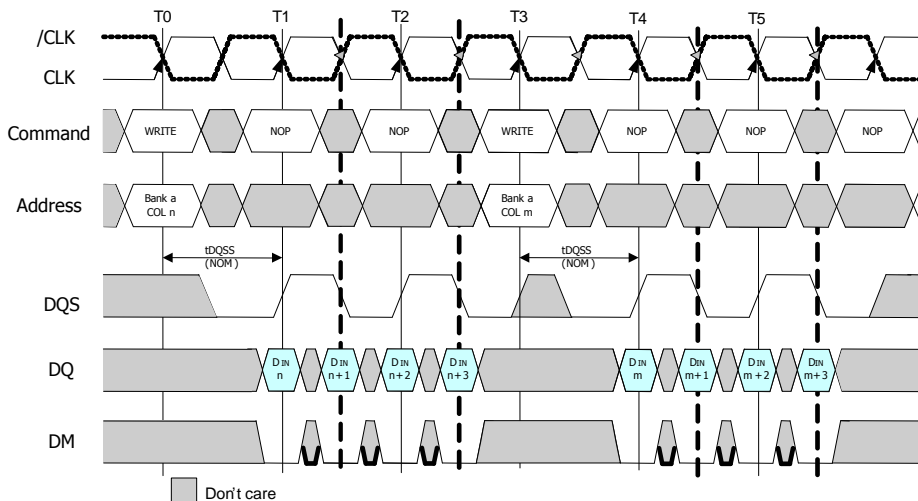 T0 T1 T2 T3 T4 T5
/CLK
CLK
Command WRITE NOP NOP WRITE NOP NOP NOP
Address Bank a Bank a
COL n COL m
tDQSS tDQSS
(NOM) (NOM)
DQS
DQ DIN DIN DIN DIN DIN DIN DIN DIN
n n+1 n+2 n+3 m m+1 m+2 m+3
DM
Don't care